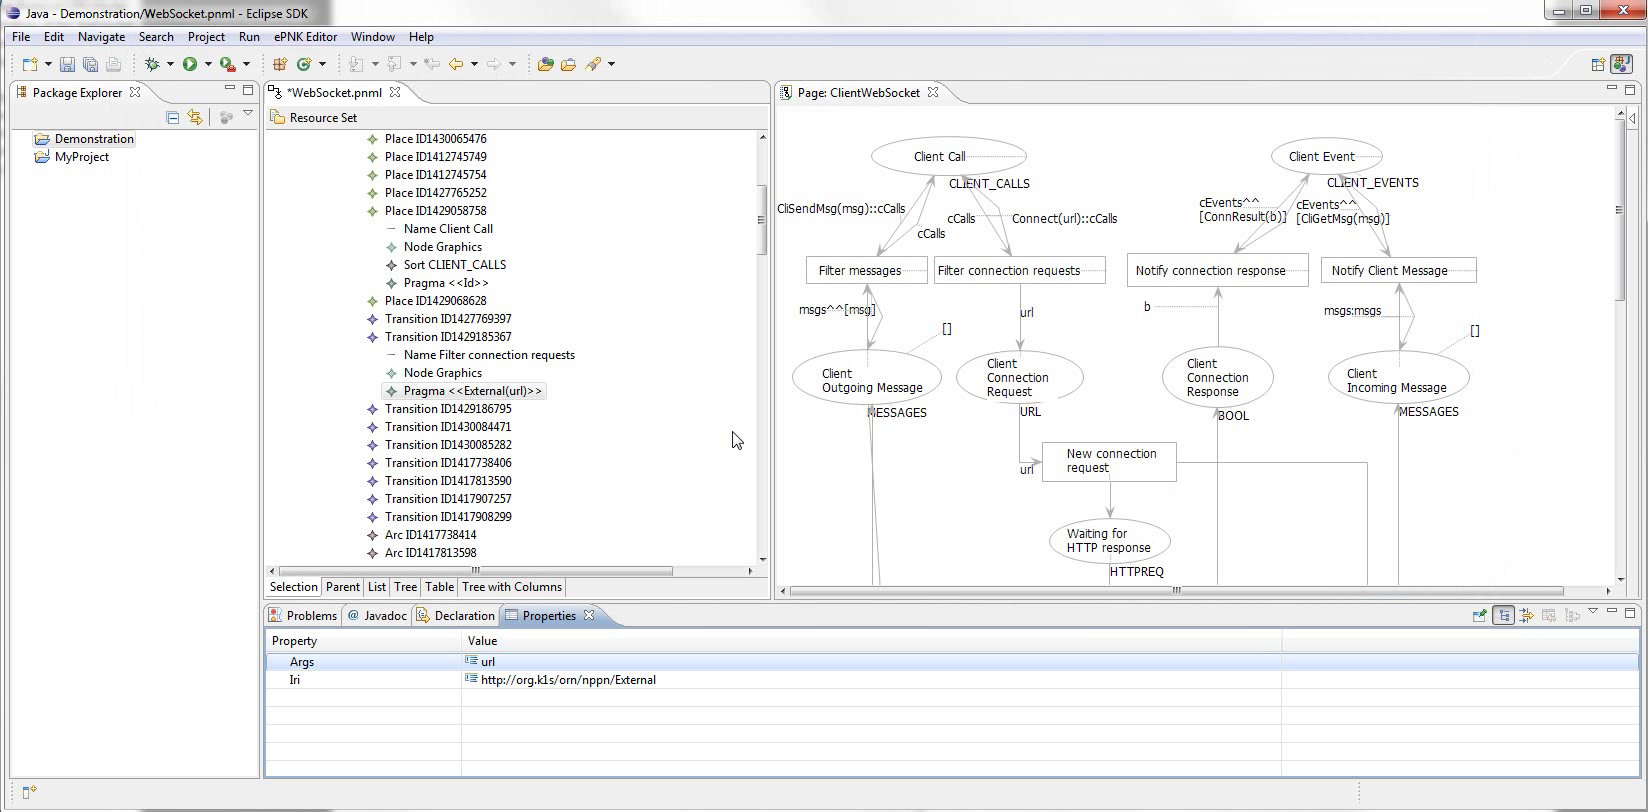 Java - Demonstration/WebSocket.pnml - Eclipse SDK
File Edit Navigate Search Project Run ePNK Editor Window Help
Package Explorer
Demonstration
MyProject
*WebSocket.pnml
Resource Set
Place ID1430065476
Place ID1412745749
Place ID1412745754
Place ID1427765252
Place ID1429058758
Name Client Call
Node Graphics
Sort CLIENT_CALLS
Pragma <<Id>>
Place ID1429068628
Transition ID1427769397
Transition ID1429185367
Name Filter connection requests
Node Graphics
Pragma <<External(url)>>
Transition ID1429186795
Transition ID1430084471
Transition ID1430085282
Transition ID1417738406
Transition ID1417813590
Transition ID1417907257
Transition ID1417908299
Arc ID1417738414
Arc ID1417813598
Selection Parent List Tree Table Tree with Columns
Page: ClientWebSocket
Client Call
Client Event
CLIENT_CALLS
CLIENT_EVENTS
CliSendMsg(msg)::cCalls
cCalls
cCalls
Connect(url)::cCalls
cEvents^^
[ConnResult(b)]
cEvents^^
[CliGetMsg(msg)]
Filter messages
Filter connection requests
Notify connection response
Notify Client Message
msgs^^[msg]
[]
url
b
msgs:msgs
[]
Client
Outgoing Message
Client
Connection
Request
Client
Connection
Response
Client
Incoming Message
MESSAGES
URL
BOOL
MESSAGES
url
New connection
request
Waiting for
HTTP response
HTTPREQ
Problems @ Javadoc Declaration Properties
Property Value
Args url
Iri http://org.k1s/orn/nppn/External